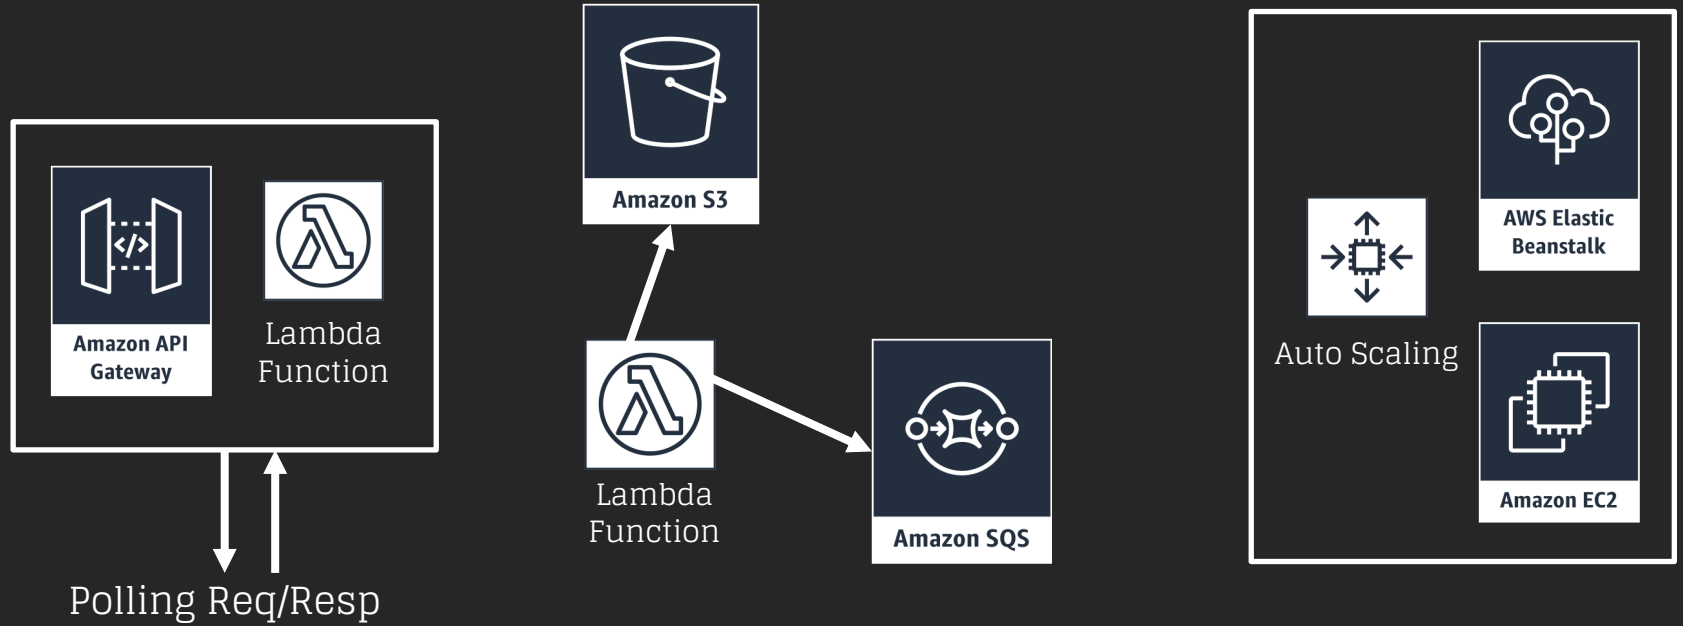 Amazon API
Gateway
Lambda
Function
Polling Req/Resp
Amazon S3
Lambda
Function
Amazon SQS
Auto Scaling
AWS Elastic
Beanstalk
Amazon EC2